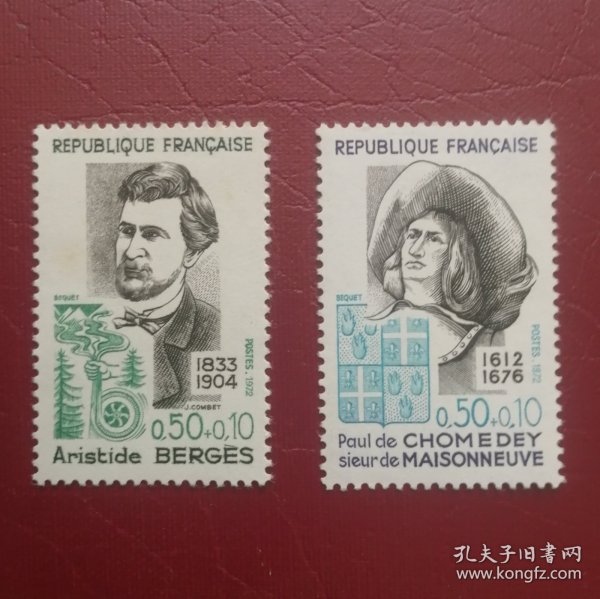 RÉPUBLIQUE FRANÇAISE
BEQUET
1833
1904
POSTES . 1972
J. COMBET
0,50+0,10
Aristide BERGÈS
RÉPUBLIQUE FRANÇAISE
BEQUET
1612
1676
POSTES. 1972
0,50+0,10
Paul de CHOMEDEY
sieur de MAISONNEUVE
孔夫子旧书网
www.kongfz.com